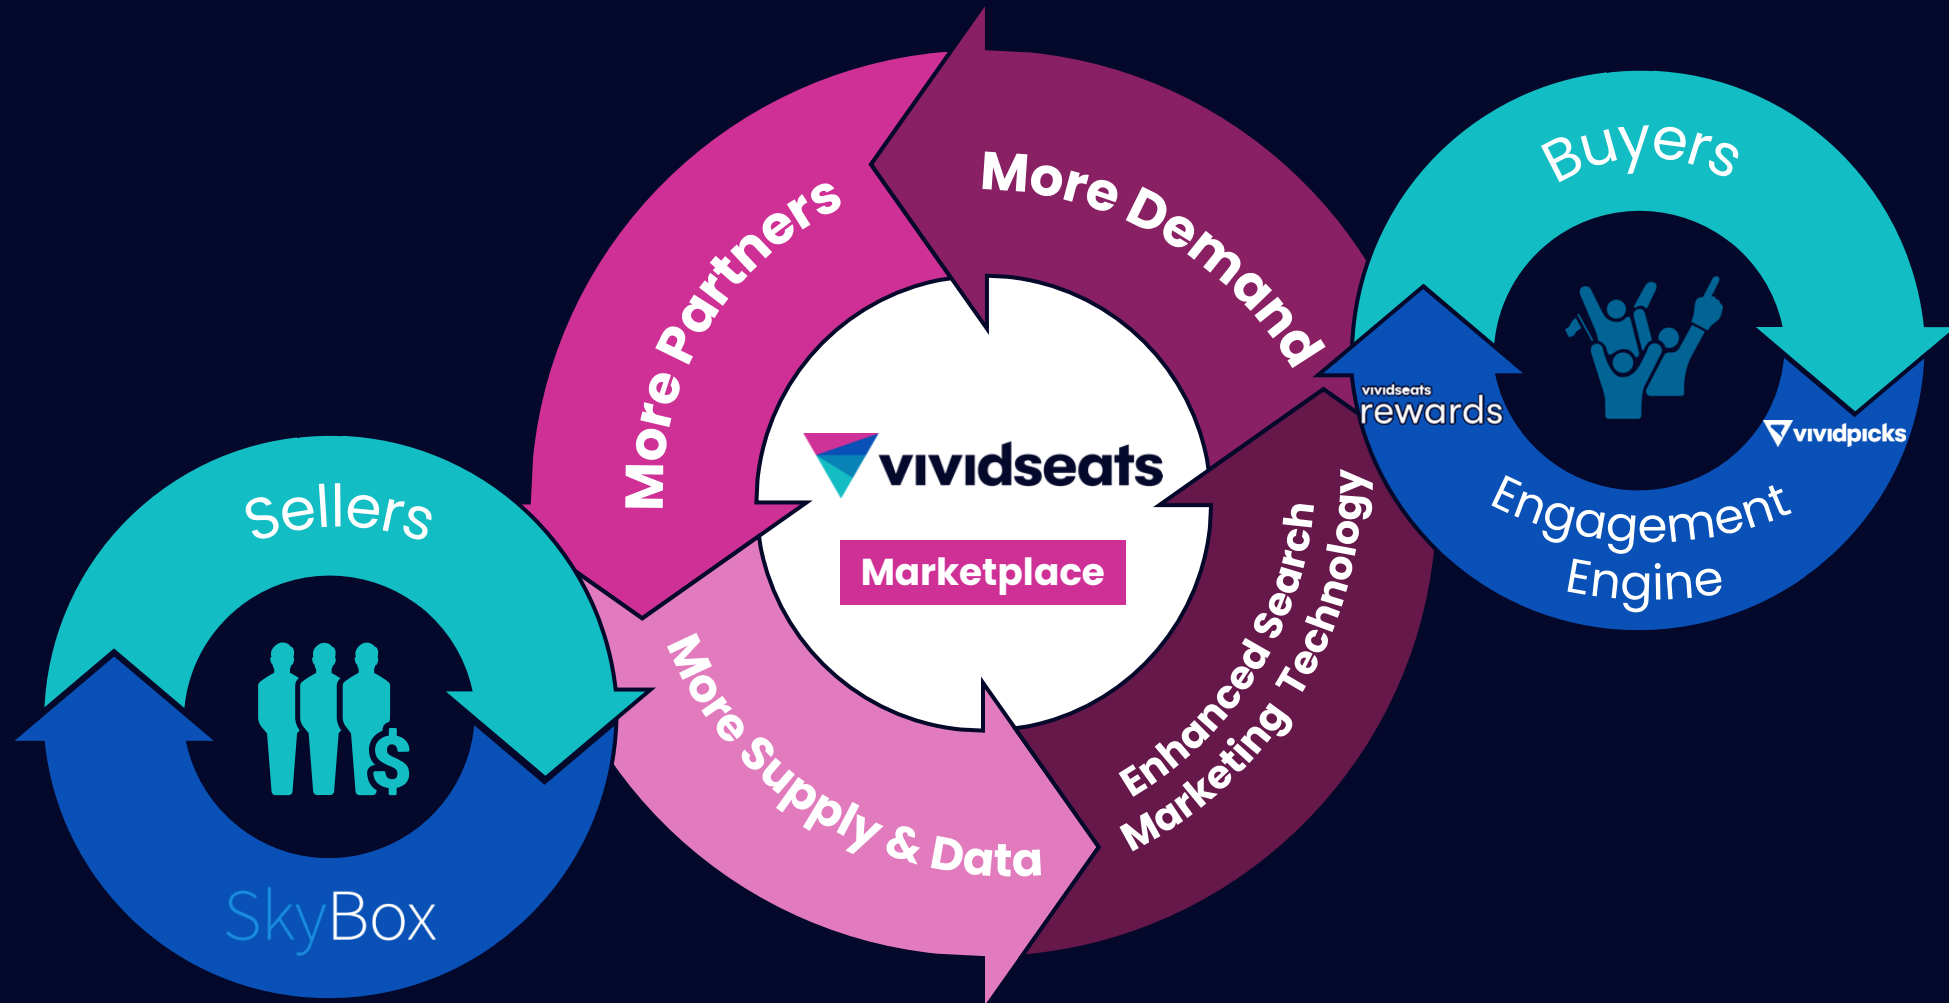 More Demand
More Partners
Buyers
vividseats
rewards
vividpicks
Engagement
Engine
vividseats
Marketplace
Sellers
SkyBox
More Supply & Data
Enhanced Search
Marketing Technology
$